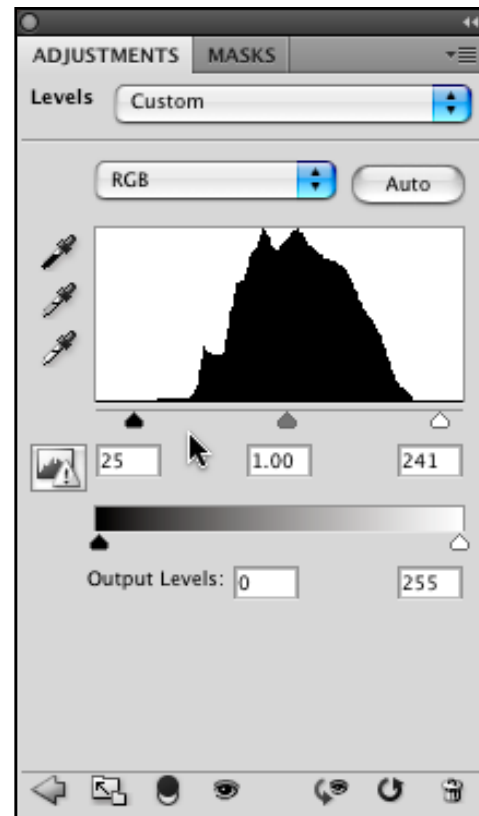 ADJUSTMENTS MASKS
Levels Custom
RGB Auto
25 1.00 241
Output Levels: 0 255